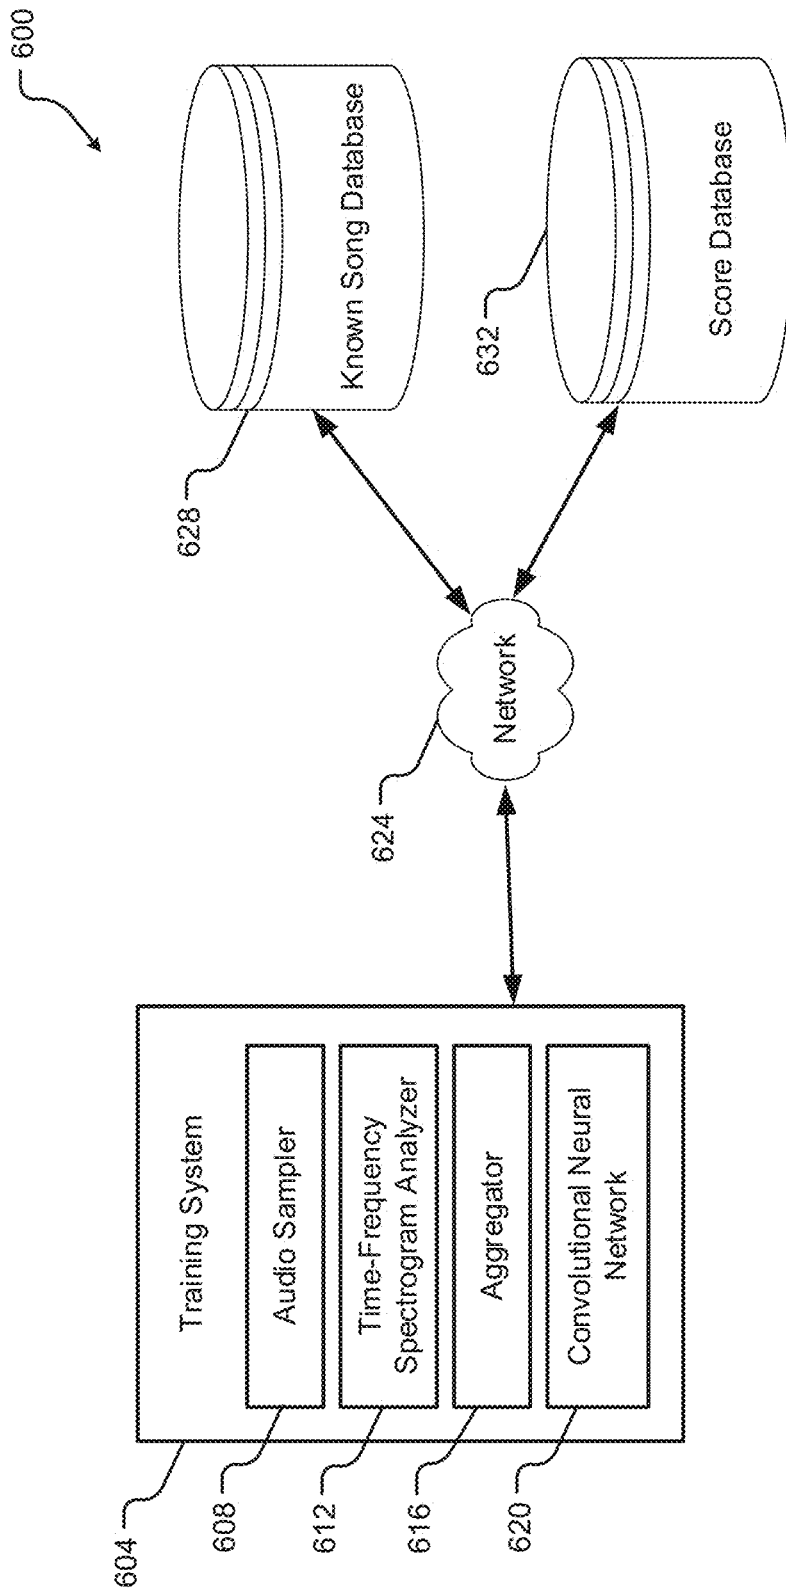 600
Known Song Database
628
Score Database
632
Network
624
Training System
604
Audio Sampler
608
Time-Frequency
Spectrogram Analyzer
612
Aggregator
616
Convolutional Neural
Network
620